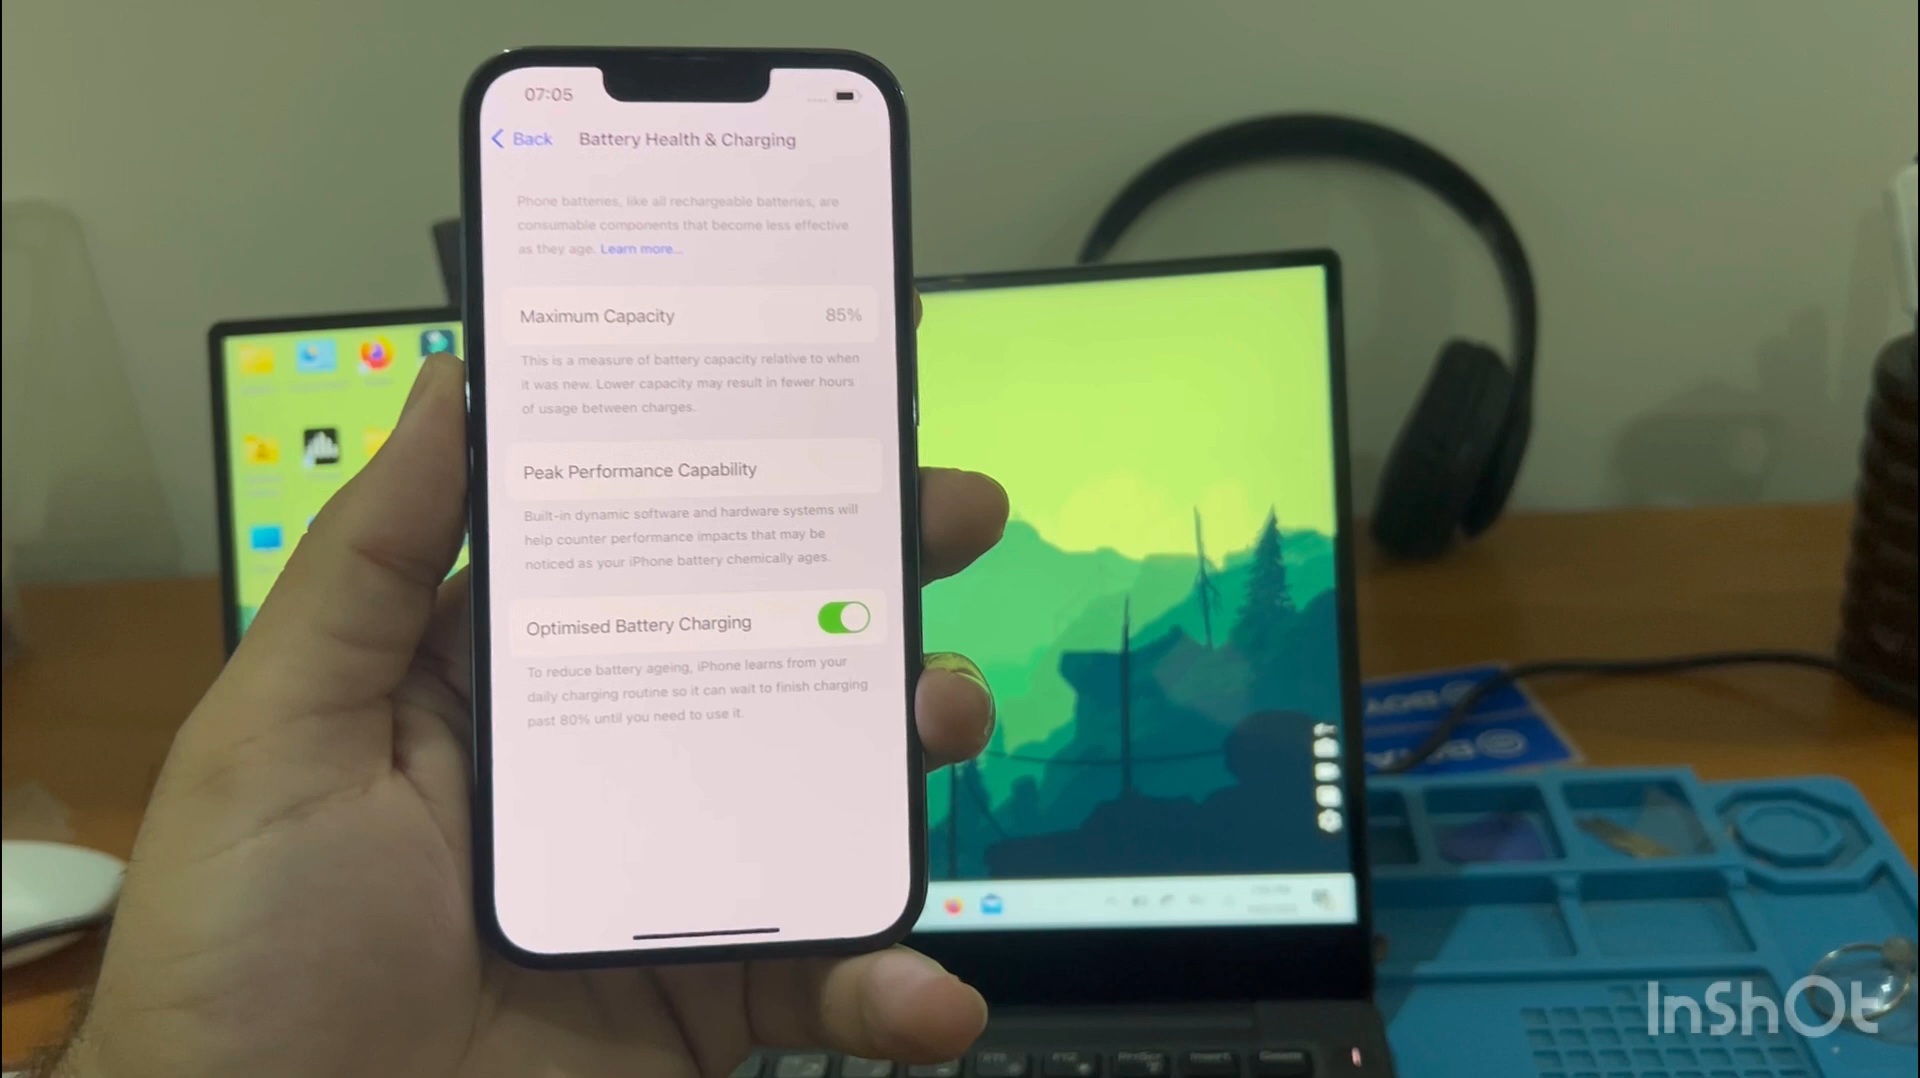 07:05
Back Battery Health & Charging
Phone batteries, like all rechargeable batteries, are
consumable components that become less effective
as they age. Learn more...
Maximum Capacity 85%
This is a measure of battery capacity relative to when
it was new. Lower capacity may result in fewer hours
of usage between charges.
Peak Performance Capability
Built-in dynamic software and hardware systems will
help counter performance impacts that may be
noticed as your iPhone battery chemically ages.
Optimised Battery Charging
To reduce battery ageing, iPhone learns from your
daily charging routine so it can wait to finish charging
past 80% until you need to use it.
InShOt